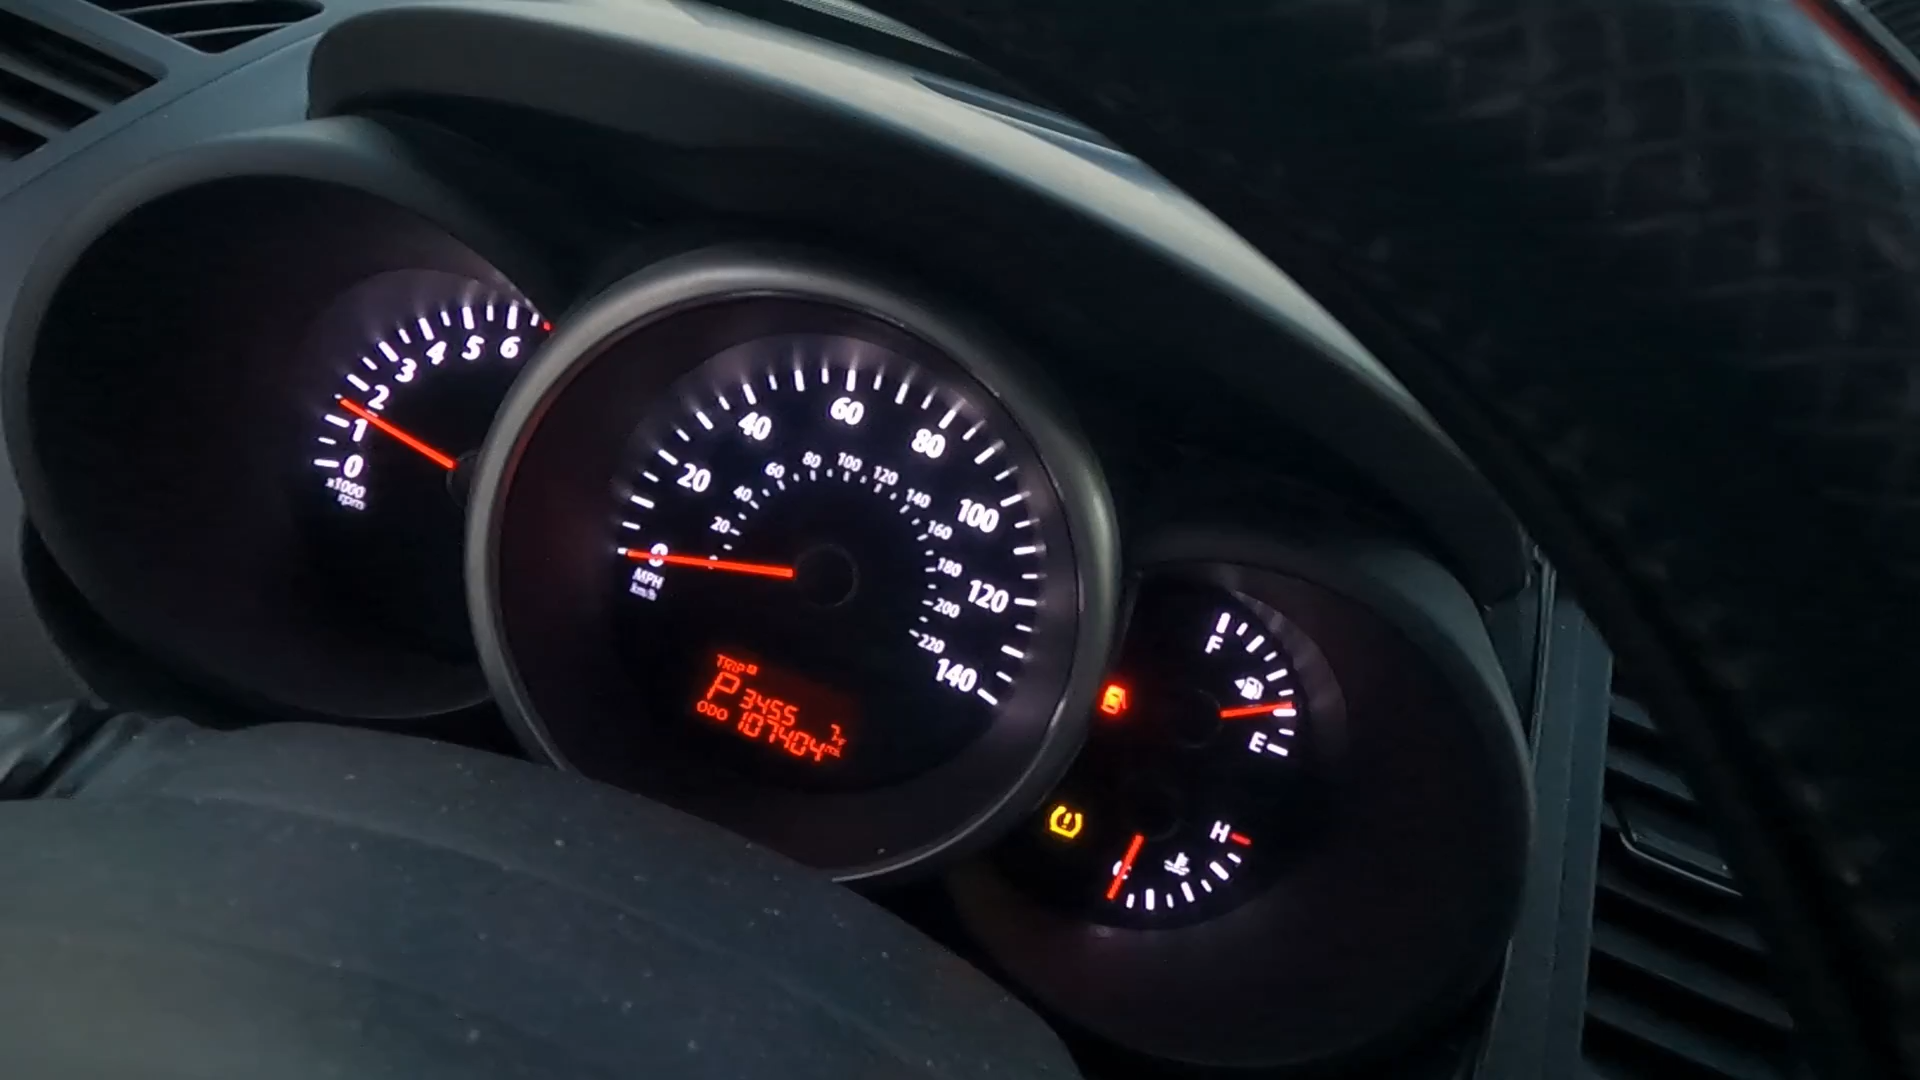 0 1 2 3 4 5 6
x1000
rpm
0 20 40 60 80 100 120 140
MPH
km/h
20 40 60 80 100 120 140 160 180 200 220
TRIP
P 3455
ODO 107404 mi
F
E
H
C